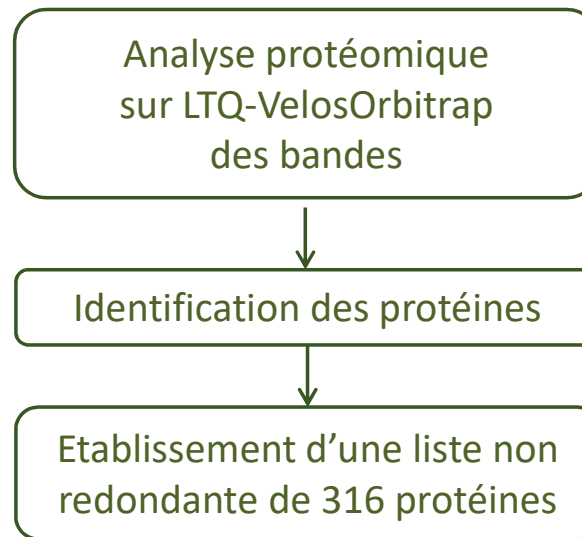 Analyse protéomique
sur LTQ-VelosOrbitrap
des bandes
Identification des protéines
Etablissement d’une liste non
redondante de 316 protéines